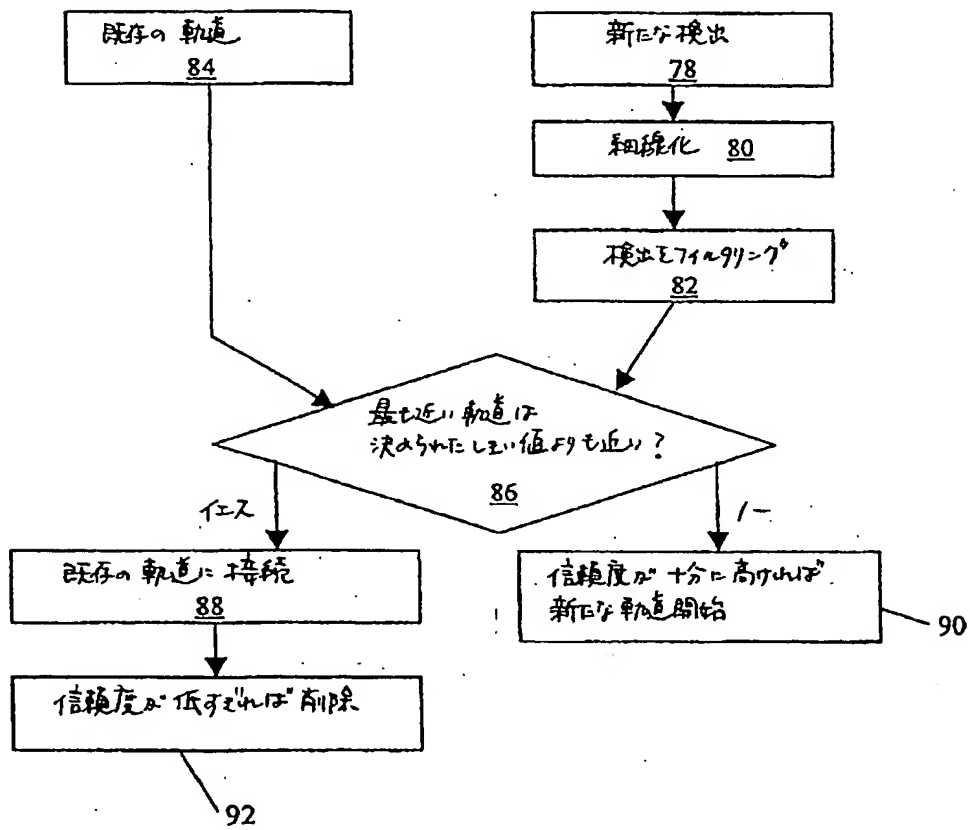 既存の軌道
84
新たな検出
78
細線化 80
検出をフィルタリング
82
最も近い軌道は
決められたしきい値よりも近い?
86
イエス
ノー
既存の軌道に接続
88
信頼度が十分に高ければ
新たな軌道開始
90
信頼度が低すぎれば削除
92